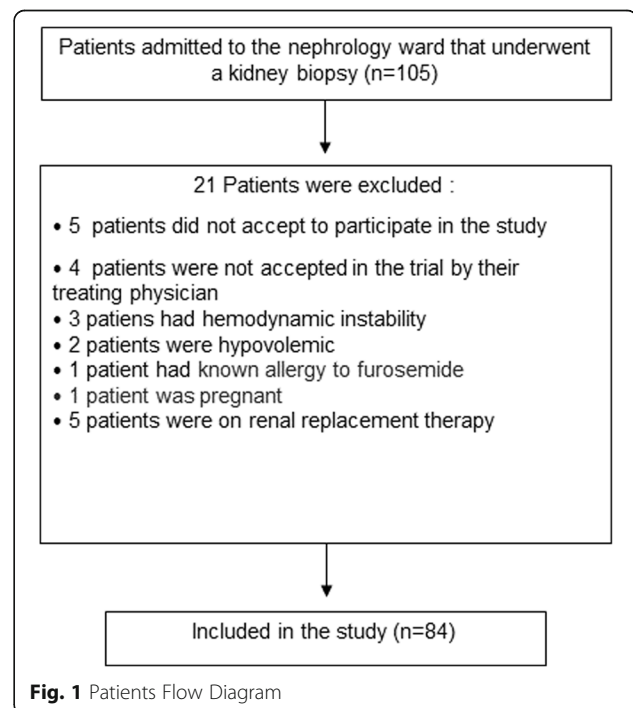 Patients admitted to the nephrology ward that underwent
a kidney biopsy (n=105)
21 Patients were excluded :
• 5 patients did not accept to participate in the study
• 4 patients were not accepted in the trial by their
treating physician
• 3 patiens had hemodynamic instability
• 2 patients were hypovolemic
• 1 patient had known allergy to furosemide
• 1 patient was pregnant
• 5 patients were on renal replacement therapy
Included in the study (n=84)
Fig. 1 Patients Flow Diagram